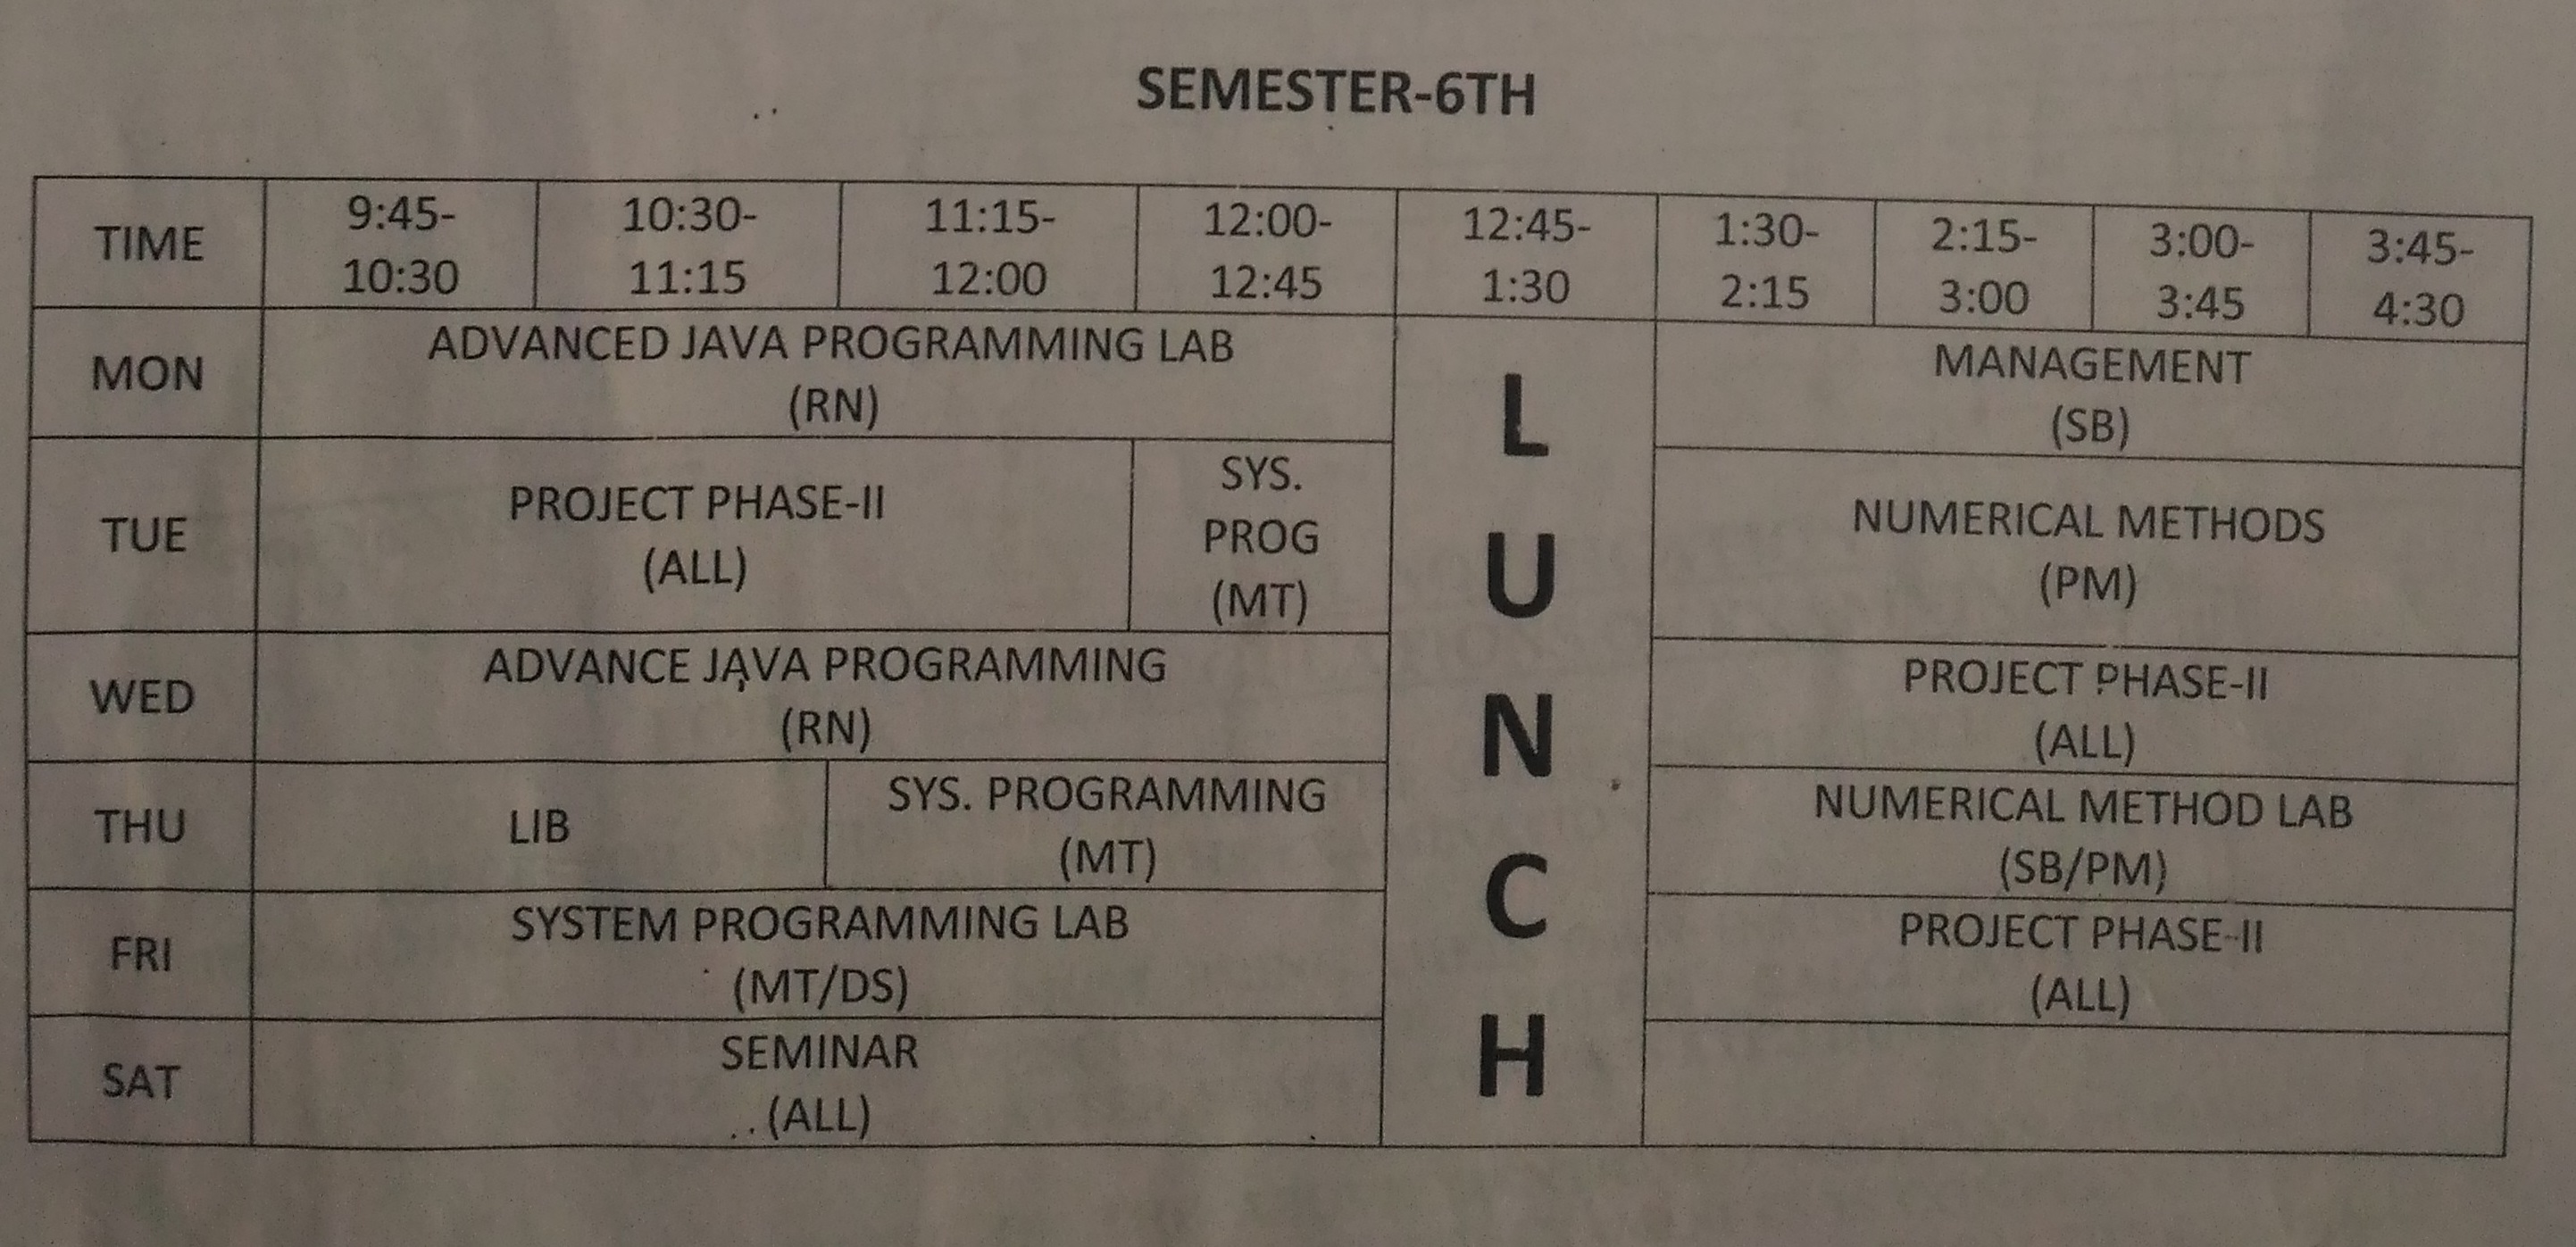 SEMESTER-6TH
TIME
9:45-
10:30
10:30-
11:15
11:15-
12:00
12:00-
12:45
12:45-
1:30
1:30-
2:15
2:15-
3:00
3:00-
3:45
3:45-
4:30
MON
ADVANCED JAVA PROGRAMMING LAB
(RN)
LUNCH
MANAGEMENT
(SB)
TUE
PROJECT PHASE-II
(ALL)
SYS.
PROG
(MT)
NUMERICAL METHODS
(PM)
WED
ADVANCE JAVA PROGRAMMING
(RN)
PROJECT PHASE-II
(ALL)
THU
LIB
SYS. PROGRAMMING
(MT)
NUMERICAL METHOD LAB
(SB/PM)
FRI
SYSTEM PROGRAMMING LAB
(MT/DS)
PROJECT PHASE-II
(ALL)
SAT
SEMINAR
(ALL)